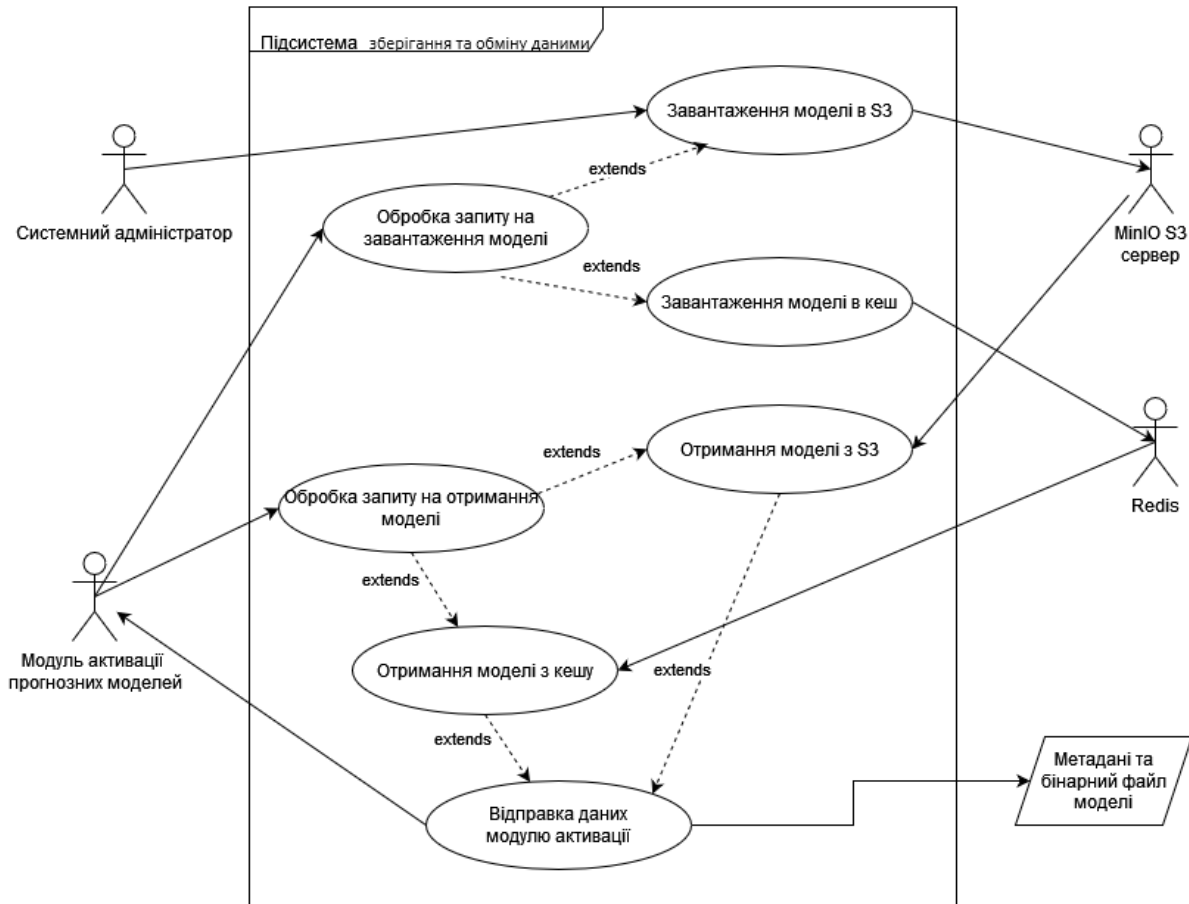 Підсистема зберігання та обміну даними
Завантаження моделі в S3
Системний адміністратор
extends
Обробка запиту на
завантаження моделі
MinIO S3
сервер
extends
Завантаження моделі в кеш
extends
Отримання моделі з S3
Обробка запиту на отримання
моделі
Redis
extends
Модуль активації
прогнозних моделей
Отримання моделі з кешу
extends
extends
Метадані та
бінарний файл
моделі
Відправка даних
модулю активації